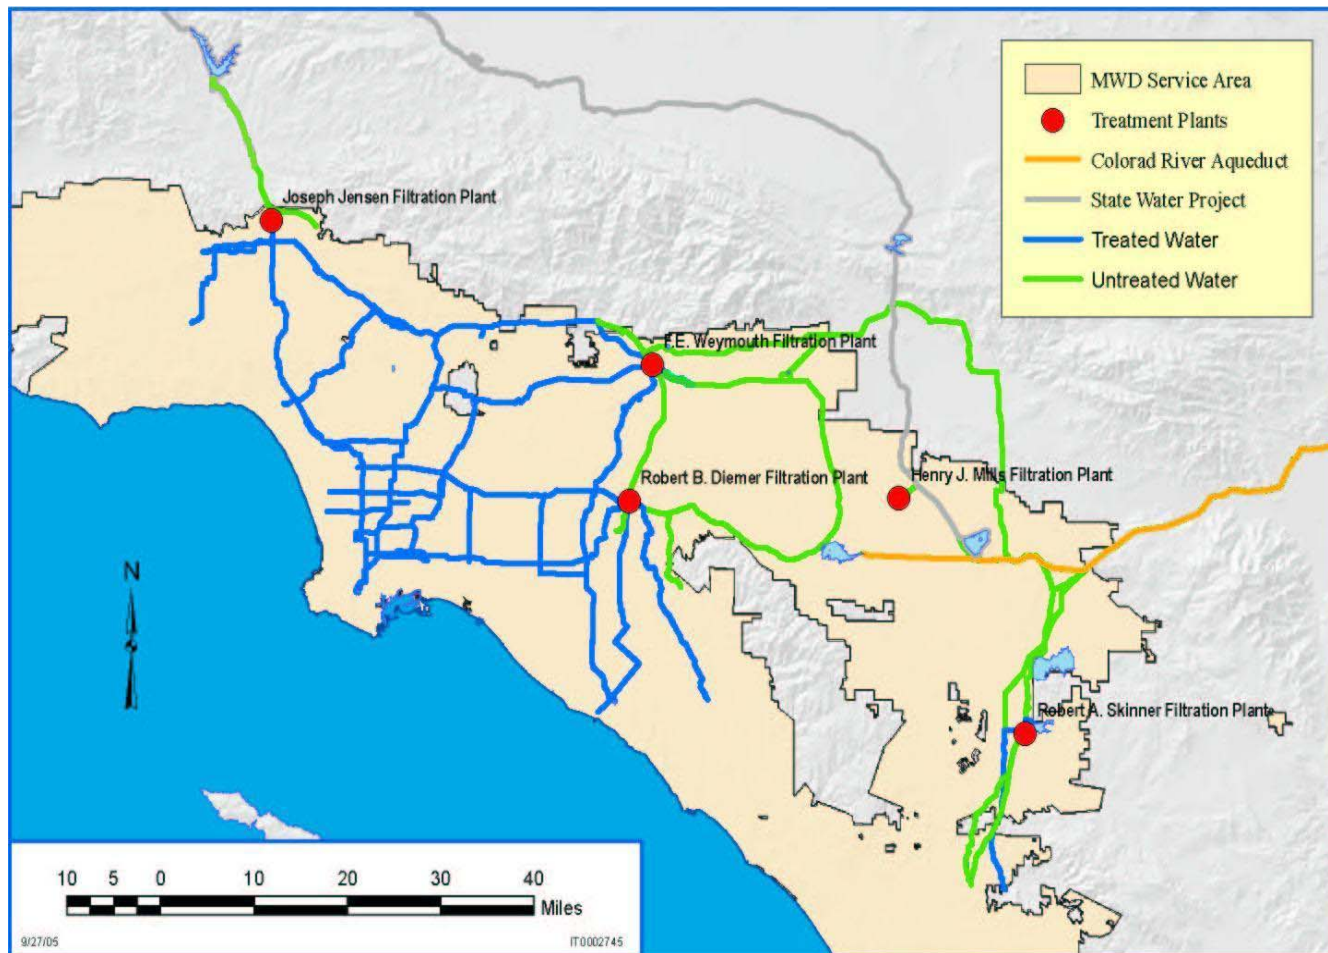 MWD Service Area
Treatment Plants
Colorad River Aqueduct
State Water Project
Treated Water
Untreated Water
Joseph Jensen Filtration Plant
F.E. Weymouth Filtration Plant
Robert B. Diemer Filtration Plant
Henry J. Mills Filtration Plant
N
Robert A. Skinner Filtration Plant
10 5 0 10 20 30 40
Miles
9/27/05
IT0002745